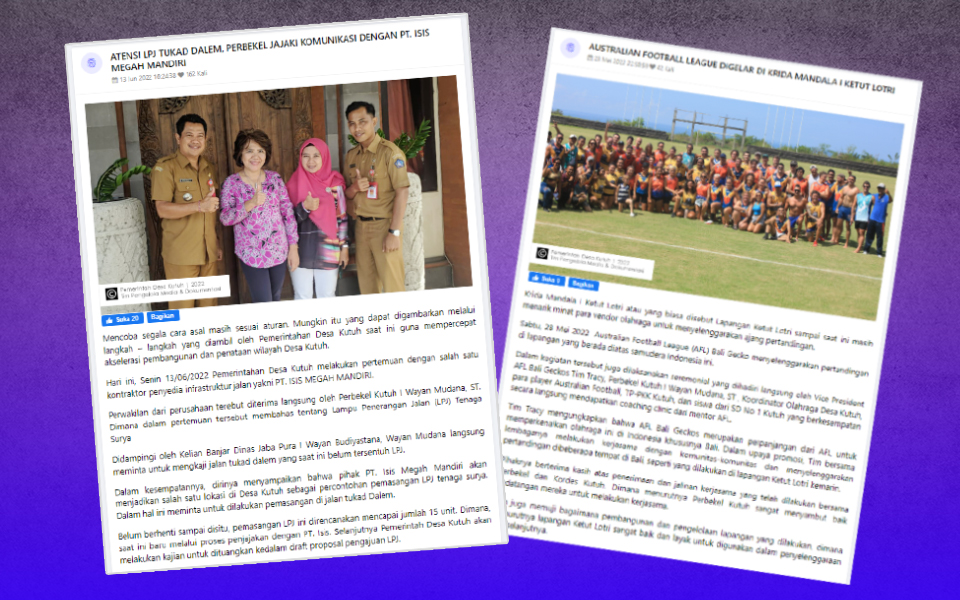 ATENSI LPJ TUKAD DALEM, PERBEKEL JAJAKI KOMUNIKASI DENGAN PT. ISIS
MEGAH MANDIRI
13 Jun 2022 18:24:38 162 Kali
Pemerintah Desa Kutuh | 2022
Tim Pengelola Media & Dokumentasi
Suka 20 Bagikan
Mencoba segala cara asal masih sesuai aturan. Mungkin itu yang dapat digambarkan melalui
langkah – langkah yang diambil oleh Pemerintahan Desa Kutuh saat ini guna mempercepat
akselerasi pembangunan dan penataan wilayah Desa Kutuh.
Hari ini, Senin 13/06/2022 Pemerintahan Desa Kutuh melakukan pertemuan dengan salah satu
kontraktor penyedia infrastruktur jalan yakni PT. ISIS MEGAH MANDIRI.
Perwakilan dari perusahaan terebut diterims langsung oleh Perbekel Kutuh I Wayan Mudana, ST.
Dimana dalam pertemuan tersebut membahas tentang Lampu Penerangan Jalan (LPJ) Tenaga
Surya
Didampingi oleh Kelian Banjar Dinas Jaba Pura I Wayan Budiyastana, Wayan Mudana langsung
meminta untuk mengkaji jalan tukad dalem yang saat ini belum tersentuh LPJ.
Dalam kesempatannya, dirinya menyampaikan bahwa pihak PT. Isis Megah Mandiri akan
menjadikan salah satu lokasi di Desa Kutuh sebagai percontohan pemasangan LPJ tenaga surya.
Dalam hal ini meminta untuk dilakukan pemasangan di jalan tukad Dalem.
Belum berhenti sampai disitu, pemasangan LPJ ini direncanakan mencapai jumlah 15 unit. Dimana,
saat ini baru melalui proses penjajakan dengan PT. Isis. Selanjutnya Pemerintah Desa Kutuh akan
melakukan kajian untuk dituangkan kedalam draft proposal pengajuan LPJ.
AUSTRALIAN FOOTBALL LEAGUE DIGELAR DI KRIDA MANDALA I KETUT LOTRI
Mei 2022 Kali
Pemerintah Desa Kutuh | 2022
Tim Pengelola Media & Dokumentasi
Suka Bagikan
Krida Mandala I Ketut Lotri atau yang biasa disebut Lapangan Ketut Lotri sampai saat ini masih
menarik minat para vendor olahraga untuk menyelenggarakan ajang pertandingan.
Sabtu, 28 Mei 2022 Australian Football League (AFL) Bali Gecko menyelenggarakan pertandingan
di lapangan yang berada diatas samudera Indonesia ini.
Dalam kegiatan tersebut juga dilaksanakan seremonial yang dihadiri langsung oleh Vice President
AFL Bali Geckos Tim Tracy, Perbekel Kutuh I Wayan Mudana, ST, Koordinator Olahraga Desa Kutuh,
para player Australian Football, TP-PKK Kutuh, dan siswa dari SD No 1 Kutuh yang berkesempatan
secara langsung mendapatkan coaching clinic dari mentor AFL.
Tim Tracy mengungkapkan bahwa AFL Bali Geckos merupakan perpanjangan dari AFL untuk
memperkenalkan olahraga ini di Indonesia khususnya Bali. Dalam upaya promosi, Tim bersama
lembaganya melakukan kerjasama dengan komunitas-komunitas dan menyelenggarakan
pertandingan dibeberapa tempat di Bali seperti yang dilakukan di lapangan Ketut Lotri kemarin.
berterima kasih atas penerimaan dan jalinan kerjasama yang telah dilakukan bersama
Perbekel dan Kordes Kutuh. Dimana menurutnya Perbekel Kutuh sangat menyambut baik
mereka untuk melakukan kerjasama.
juga memuji bagaimana pembangunan dan pengelolaan lapangan yang dilakukan, dimana
lapangan Ketut Lotri sangat baik dan layak untuk digunakan dalam penyelenggaraan